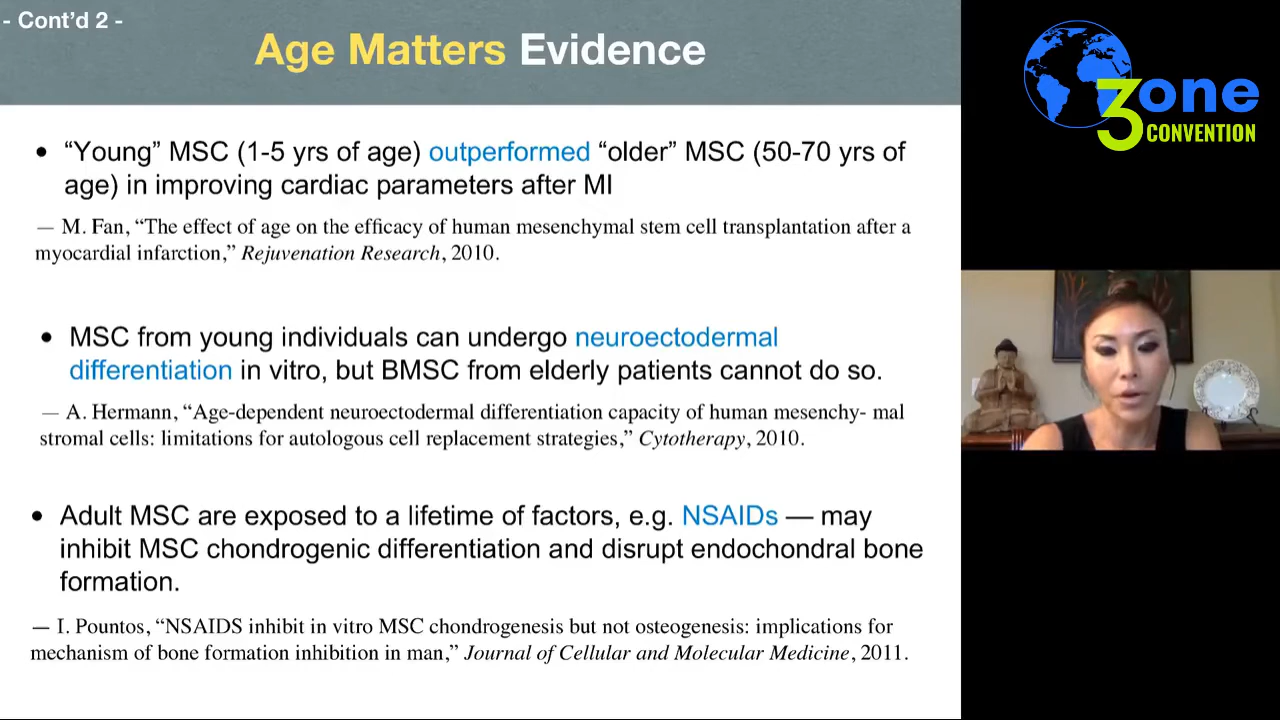 - Cont’d 2 -
Age Matters Evidence
• “Young” MSC (1-5 yrs of age) outperformed “older” MSC (50-70 yrs of
age) in improving cardiac parameters after MI
— M. Fan, “The effect of age on the efficacy of human mesenchymal stem cell transplantation after a
myocardial infarction,” Rejuvenation Research, 2010.
• MSC from young individuals can undergo neuroectodermal
differentiation in vitro, but BMSC from elderly patients cannot do so.
— A. Hermann, “Age-dependent neuroectodermal differentiation capacity of human mesenchy- mal
stromal cells: limitations for autologous cell replacement strategies,” Cytotherapy, 2010.
• Adult MSC are exposed to a lifetime of factors, e.g. NSAIDs — may
inhibit MSC chondrogenic differentiation and disrupt endochondral bone
formation.
— I. Pountos, “NSAIDS inhibit in vitro MSC chondrogenesis but not osteogenesis: implications for
mechanism of bone formation inhibition in man,” Journal of Cellular and Molecular Medicine, 2011.
3one
CONVENTION